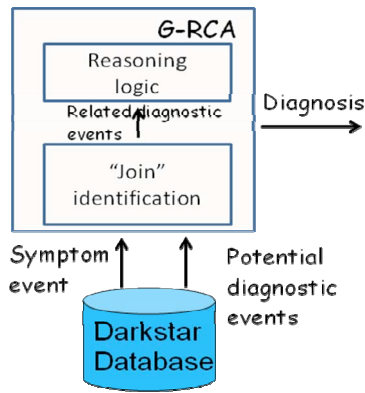 G-RCA
Reasoning
logic
Related diagnostic
events
"Join"
identification
Diagnosis
Symptom
event
Potential
diagnostic
events
Darkstar
Database